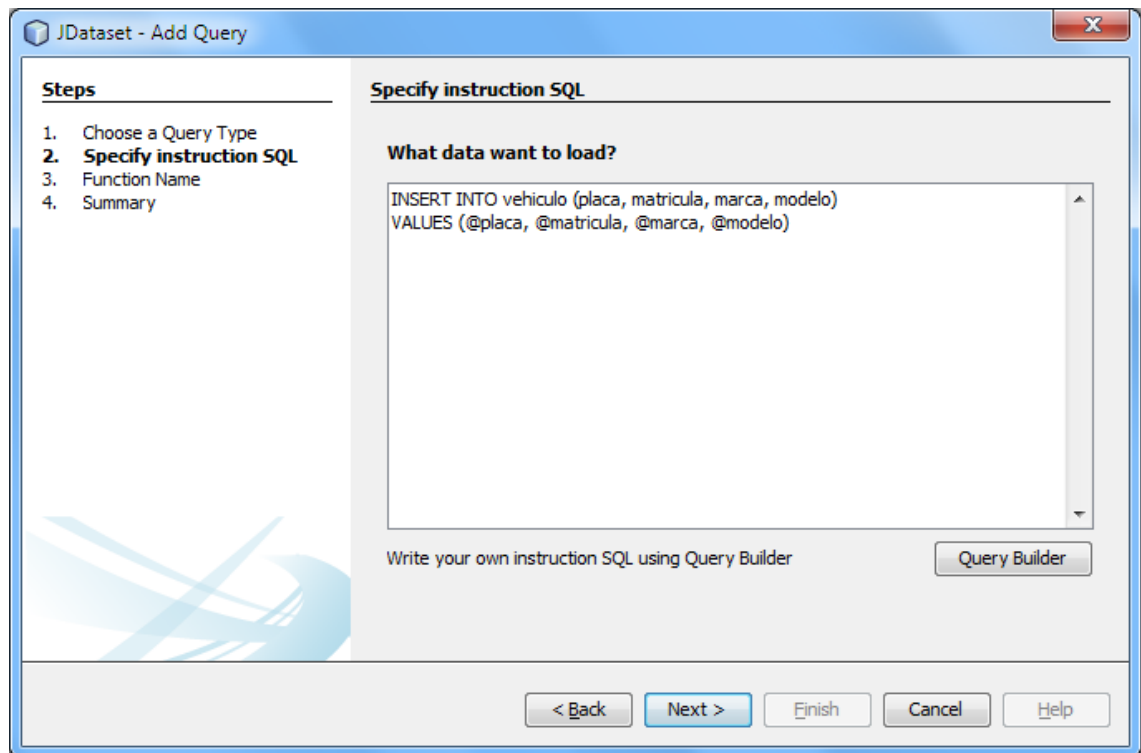 JDataset - Add Query
Steps
1. Choose a Query Type
2. Specify instruction SQL
3. Function Name
4. Summary
Specify instruction SQL
What data want to load?
INSERT INTO vehiculo (placa, matricula, marca, modelo)
VALUES (@placa, @matricula, @marca, @modelo)
Write your own instruction SQL using Query Builder
Query Builder
< Back
Next >
Finish
Cancel
Help